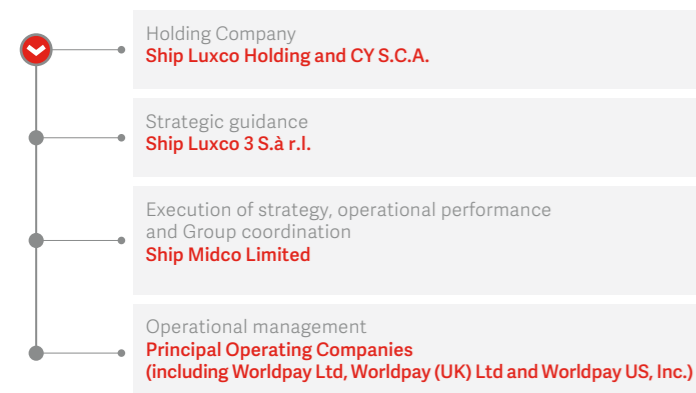 Holding Company
Ship Luxco Holding and CY S.C.A.
Strategic guidance
Ship Luxco 3 S.à r.l.
Execution of strategy, operational performance
and Group coordination
Ship Midco Limited
Operational management
Principal Operating Companies
(including Worldpay Ltd, Worldpay (UK) Ltd and Worldpay US, Inc.)